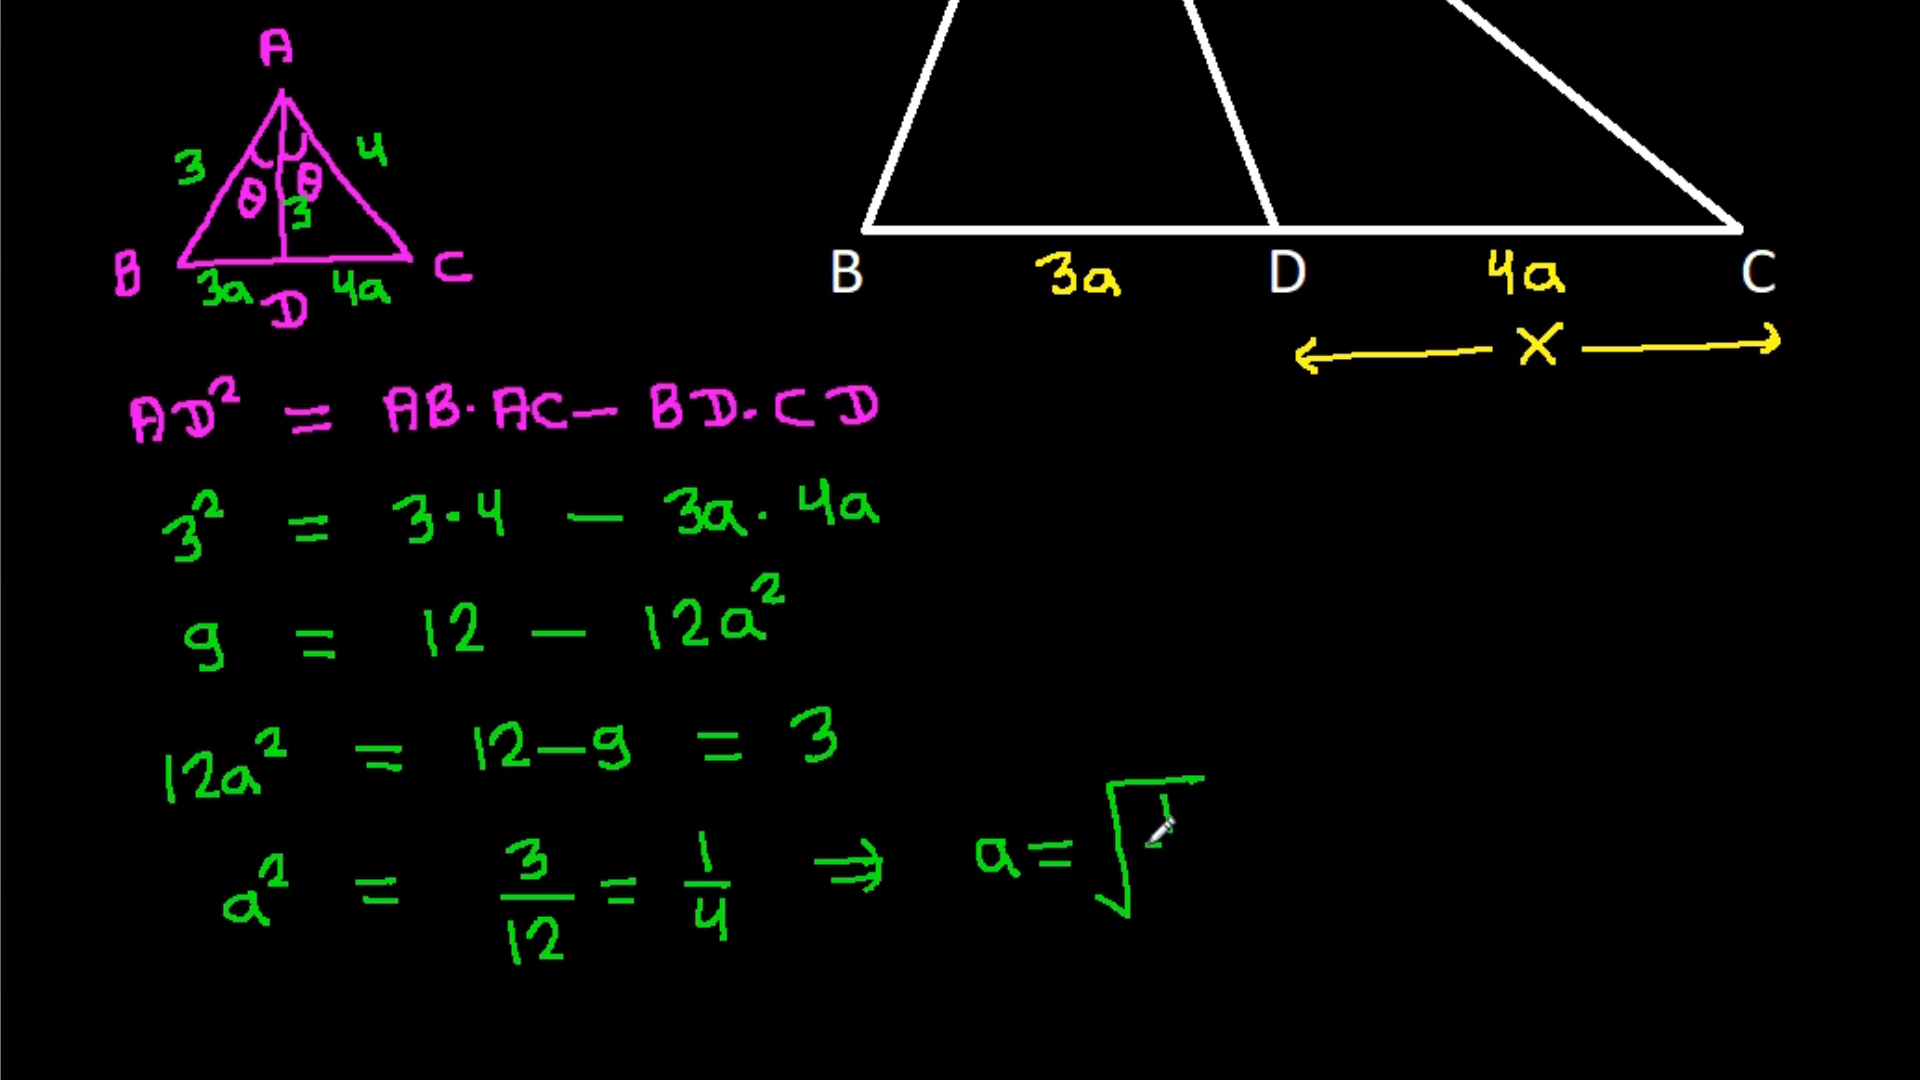 A
3 4
θ θ
3
B C
3a D 4a
B 3a D 4a C
x
AD² = AB·AC − BD·CD
3² = 3·4 − 3a·4a
9 = 12 − 12a²
12a² = 12−9 = 3
a² = 3/12 = 1/4 ⇒ a = √1